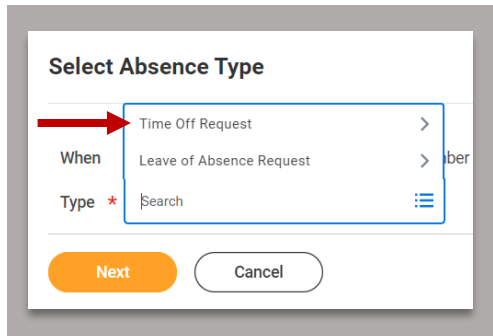 Select Absence Type
Time Off Request
When
Leave of Absence Request
Type *
Search
Next
Cancel